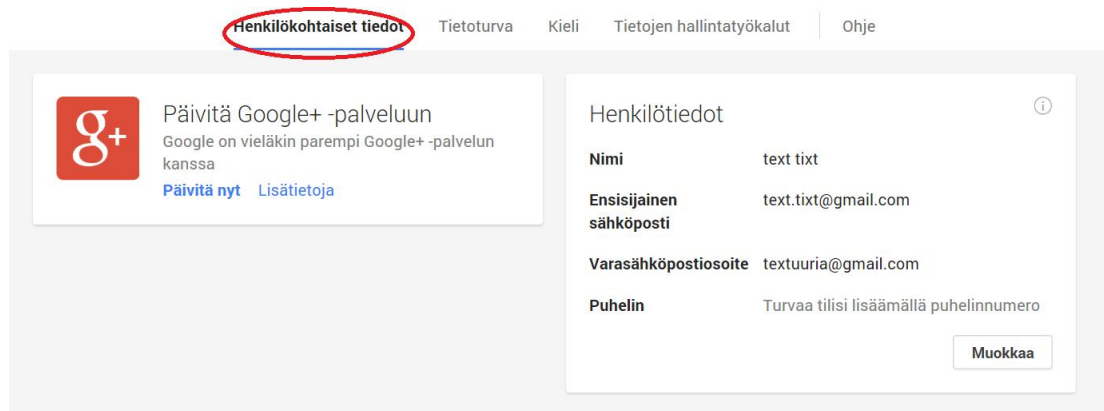 Henkilökohtaiset tiedot Tietoturva Kieli Tietojen hallintatyökalut Ohje
g+
Päivitä Google+ -palveluun
Google on vieläkin parempi Google+ -palvelun
kanssa
Päivitä nyt Lisätietoja
Henkilötiedot
Nimi text tixt
Ensisijainen text.tixt@gmail.com
sähköposti
Varasähköpostiosoite textuuria@gmail.com
Puhelin Turvaa tilisi lisäämällä puhelinnumero
Muokkaa